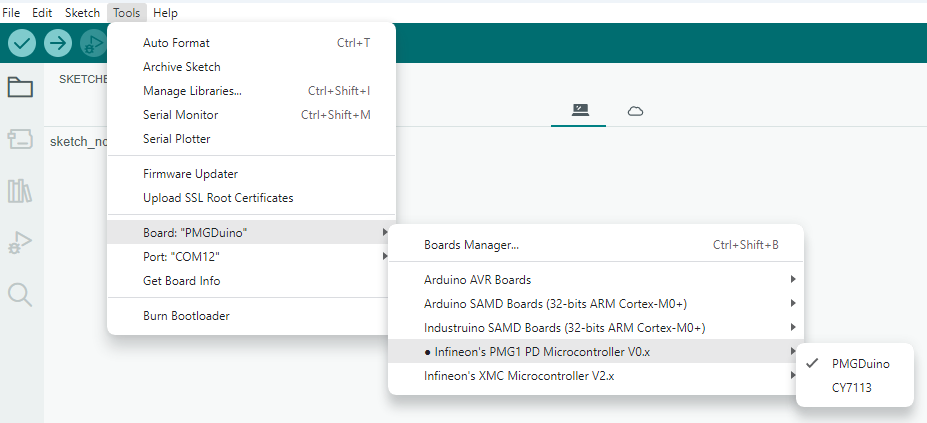 File Edit Sketch Tools Help
Auto Format Ctrl+T
SKETCHE
Archive Sketch
Manage Libraries... Ctrl+Shift+I
Serial Monitor Ctrl+Shift+M
Serial Plotter
sketch_no
Firmware Updater
Upload SSL Root Certificates
Board: "PMGDuino"
Port: "COM12"
Get Board Info
Burn Bootloader
Boards Manager... Ctrl+Shift+B
Arduino AVR Boards
Arduino SAMD Boards (32-bits ARM Cortex-M0+)
Industruino SAMD Boards (32-bits ARM Cortex-M0+)
● Infineon's PMG1 PD Microcontroller V0.x
Infineon's XMC Microcontroller V2.x
✓ PMGDuino
CY7113